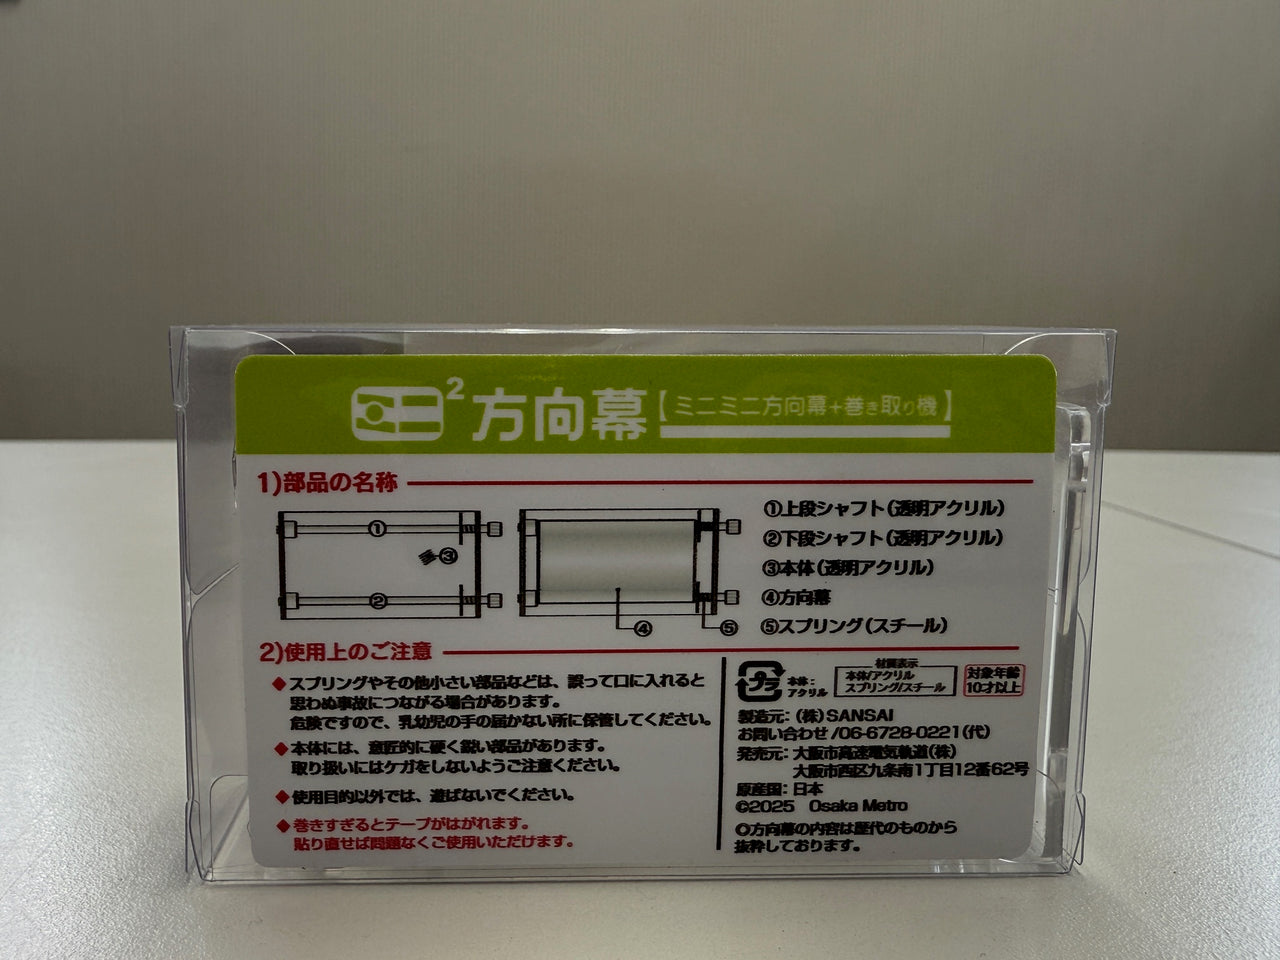 2 方向幕【ミニミニ方向幕+巻き取り機】
1)部品の名称
①
③
②
④
⑤
①上段シャフト(透明アクリル)
②下段シャフト(透明アクリル)
③本体(透明アクリル)
④方向幕
⑤スプリング(スチール)
2)使用上のご注意
◆スプリングやその他小さい部品などは、誤って口に入れると
思わぬ事故につながる場合があります。
危険ですので、乳幼児の手の届かない所に保管してください。
◆本体には、意匠的に硬く鋭い部品があります。
取り扱いにはケガをしないようご注意ください。
◆使用目的以外では、遊ばないでください。
◆巻きすぎるとテープがはがれます。
貼り直せば問題なくご使用いただけます。
プラ
本体:
アクリル
材質表示
本体/アクリル
スプリング/スチール
対象年齢
10才以上
製造元:(株)SANSAI
お問い合わせ/06-6728-0221(代)
発売元:大阪市高速電気軌道(株)
大阪市西区九条南1丁目12番62号
原産国:日本
©2025 Osaka Metro
○方向幕の内容は歴代のものから
抜粋しております。